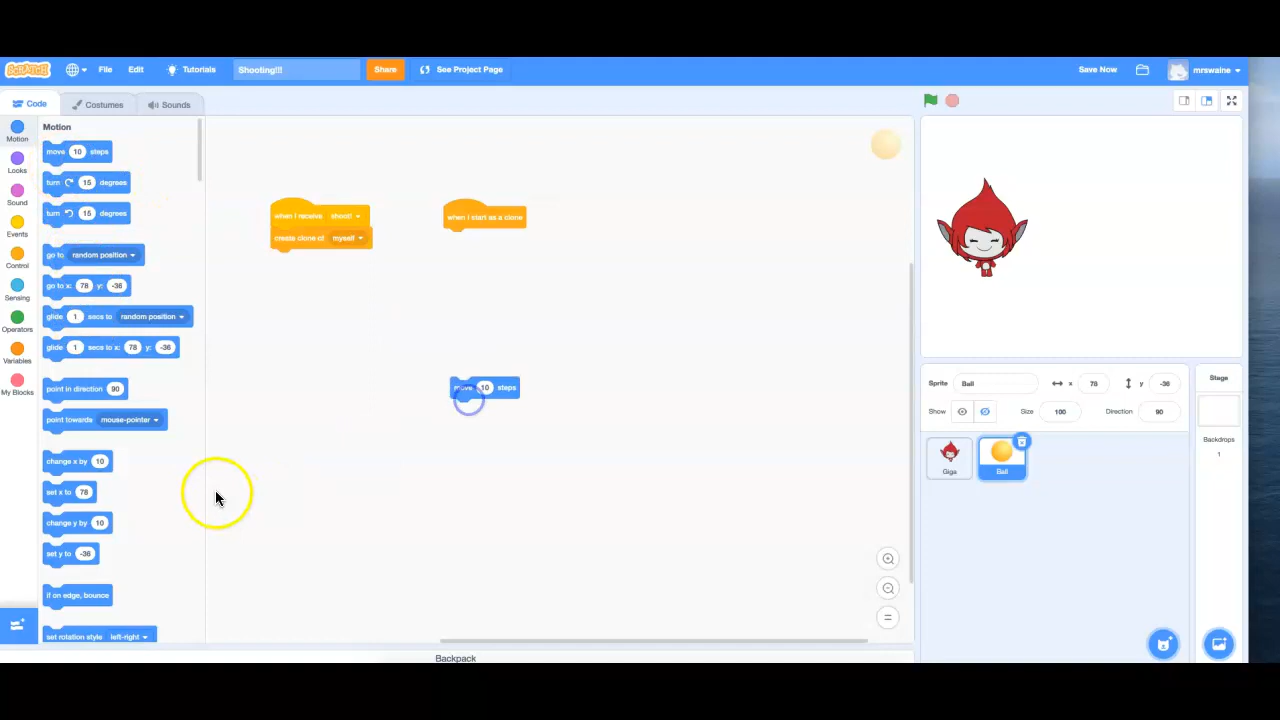 SCRATCH File Edit Tutorials Shooting!!! Share See Project Page Save Now mrswaine
Code Costumes Sounds
Motion
Looks
Sound
Events
Control
Sensing
Operators
Variables
My Blocks
Motion
move 10 steps
turn 15 degrees
turn 15 degrees
go to random position
go to x: 78 y: -36
glide 1 secs to random position
glide 1 secs to x: 78 y: -36
point in direction 90
point towards mouse-pointer
change x by 10
set x to 78
change y by 10
set y to -36
if on edge, bounce
set rotation style left-right
when I receive shoot
create clone of myself
when I start as a clone
move 10 steps
Backpack
Sprite Ball x 78 y -36
Show Size 100 Direction 90
Giga
Ball
Stage
Backdrops
1